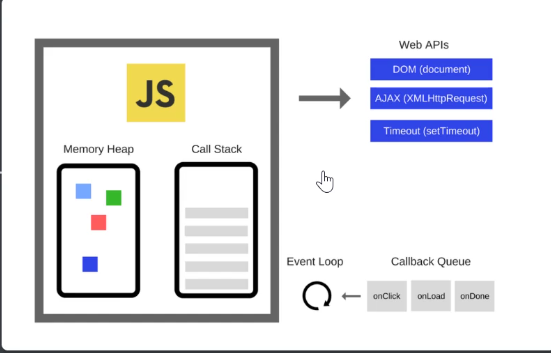 JS
Memory Heap
Call Stack
Web APIs
DOM (document)
AJAX (XMLHttpRequest)
Timeout (setTimeout)
Event Loop
Callback Queue
onClick
onLoad
onDone